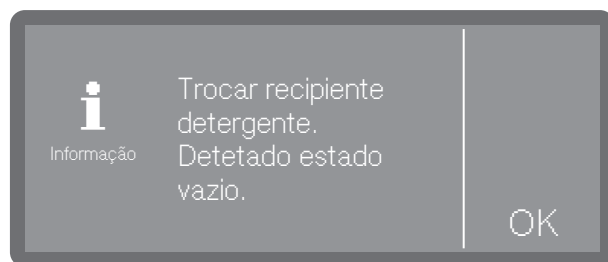 Trocar recipiente
detergente.
Detetado estado
vazio.
Informação
OK